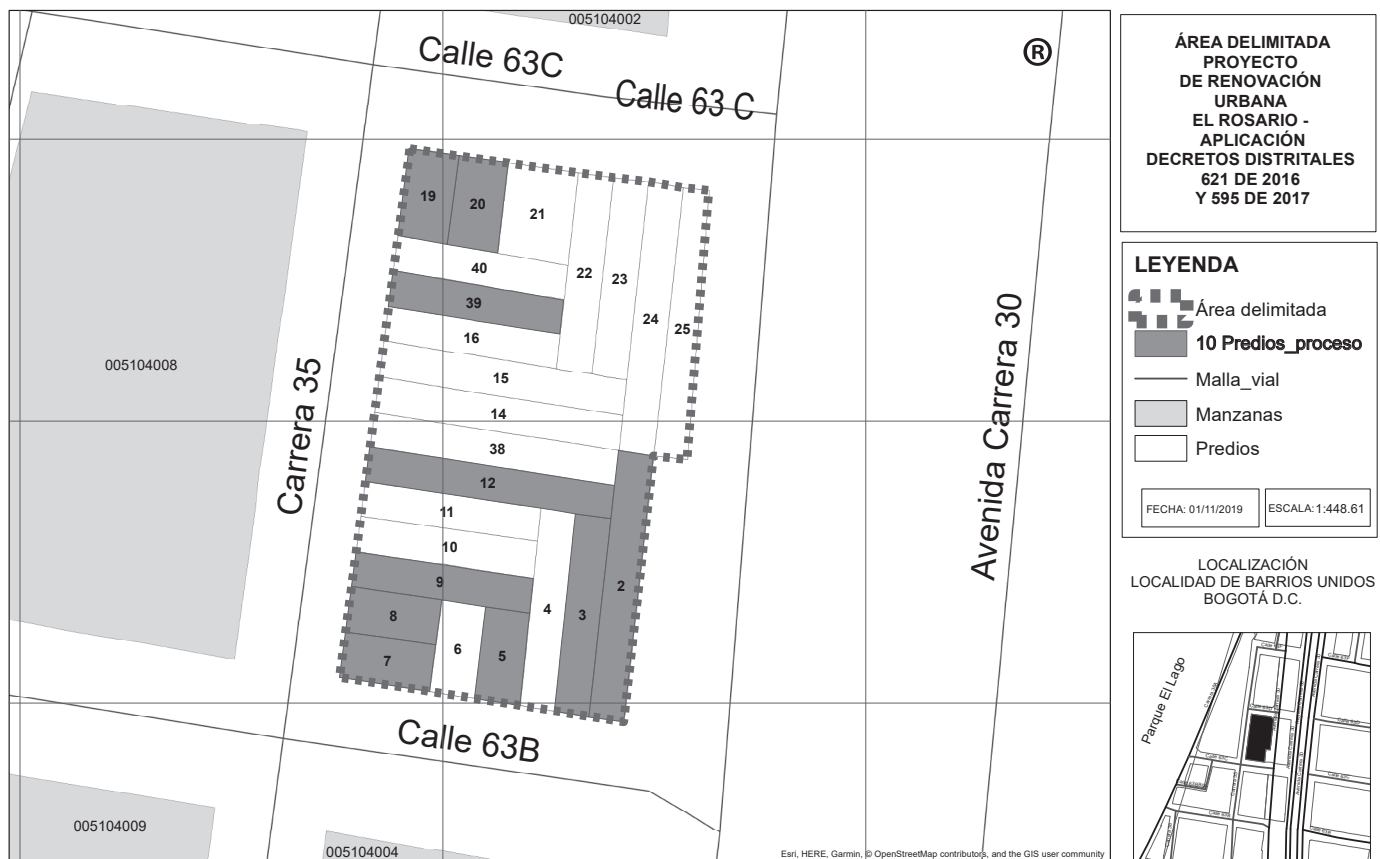 005104002
Calle 63C
Calle 63 C
®
19
20
21
22
23
24
25
40
39
16
15
14
38
12
11
10
9
8
7
6
5
4
3
2
005104008
Carrera 35
Avenida Carrera 30
Calle 63B
005104009
005104004
Esri, HERE, Garmin, © OpenStreetMap contributors, and the GIS user community
ÁREA DELIMITADA
PROYECTO
DE RENOVACIÓN
URBANA
EL ROSARIO -
APLICACIÓN
DECRETOS DISTRITALES
621 DE 2016
Y 595 DE 2017
LEYENDA
Área delimitada
10 Predios_proceso
Malla_vial
Manzanas
Predios
FECHA: 01/11/2019
ESCALA: 1:448.61
LOCALIZACIÓN
LOCALIDAD DE BARRIOS UNIDOS
BOGOTÁ D.C.
Parque El Lago